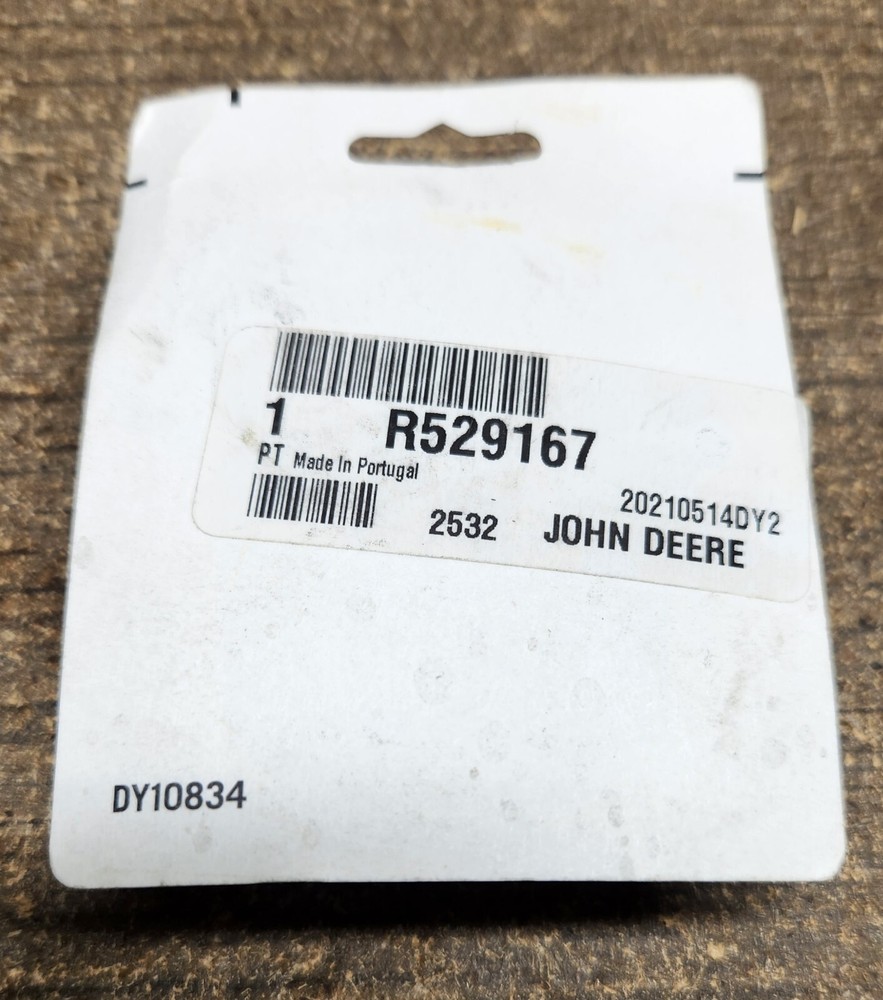 1 R529167
PT Made In Portugal
20210514DY2
2532 JOHN DEERE
DY10834